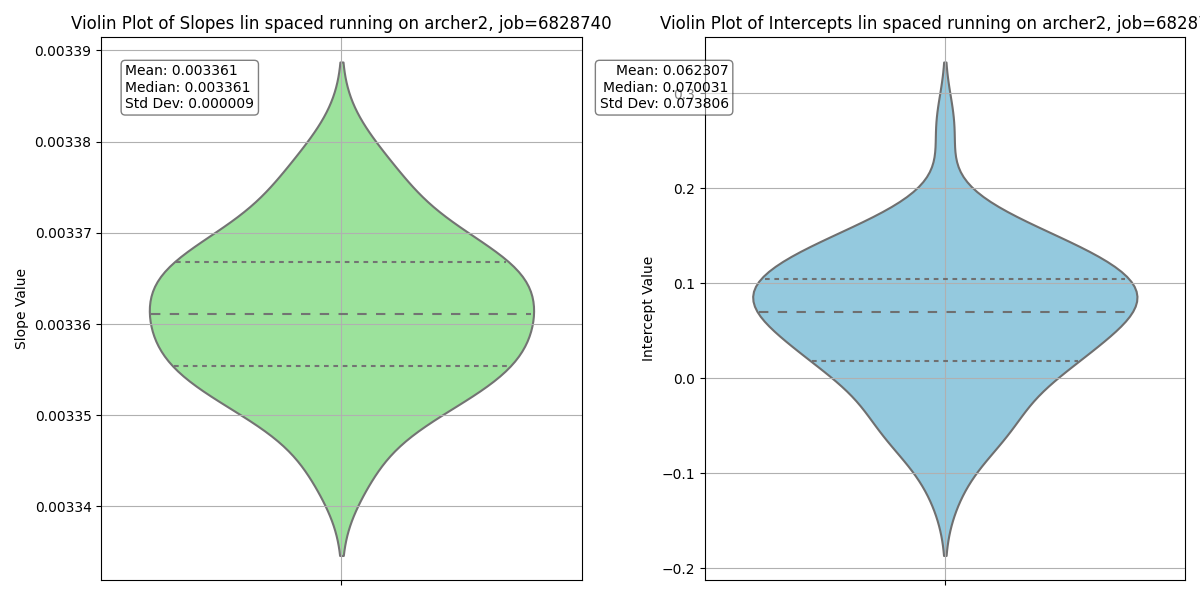 Violin Plot of Slopes lin spaced running on archer2, job=6828740
Violin Plot of Intercepts lin spaced running on archer2, job=6828
0.00339
0.00338
0.00337
0.00336
0.00335
0.00334
Slope Value
Mean: 0.003361
Median: 0.003361
Std Dev: 0.000009
Mean: 0.062307
Median: 0.070031
Std Dev: 0.073806
0.3
0.2
0.1
0.0
−0.1
−0.2
Intercept Value